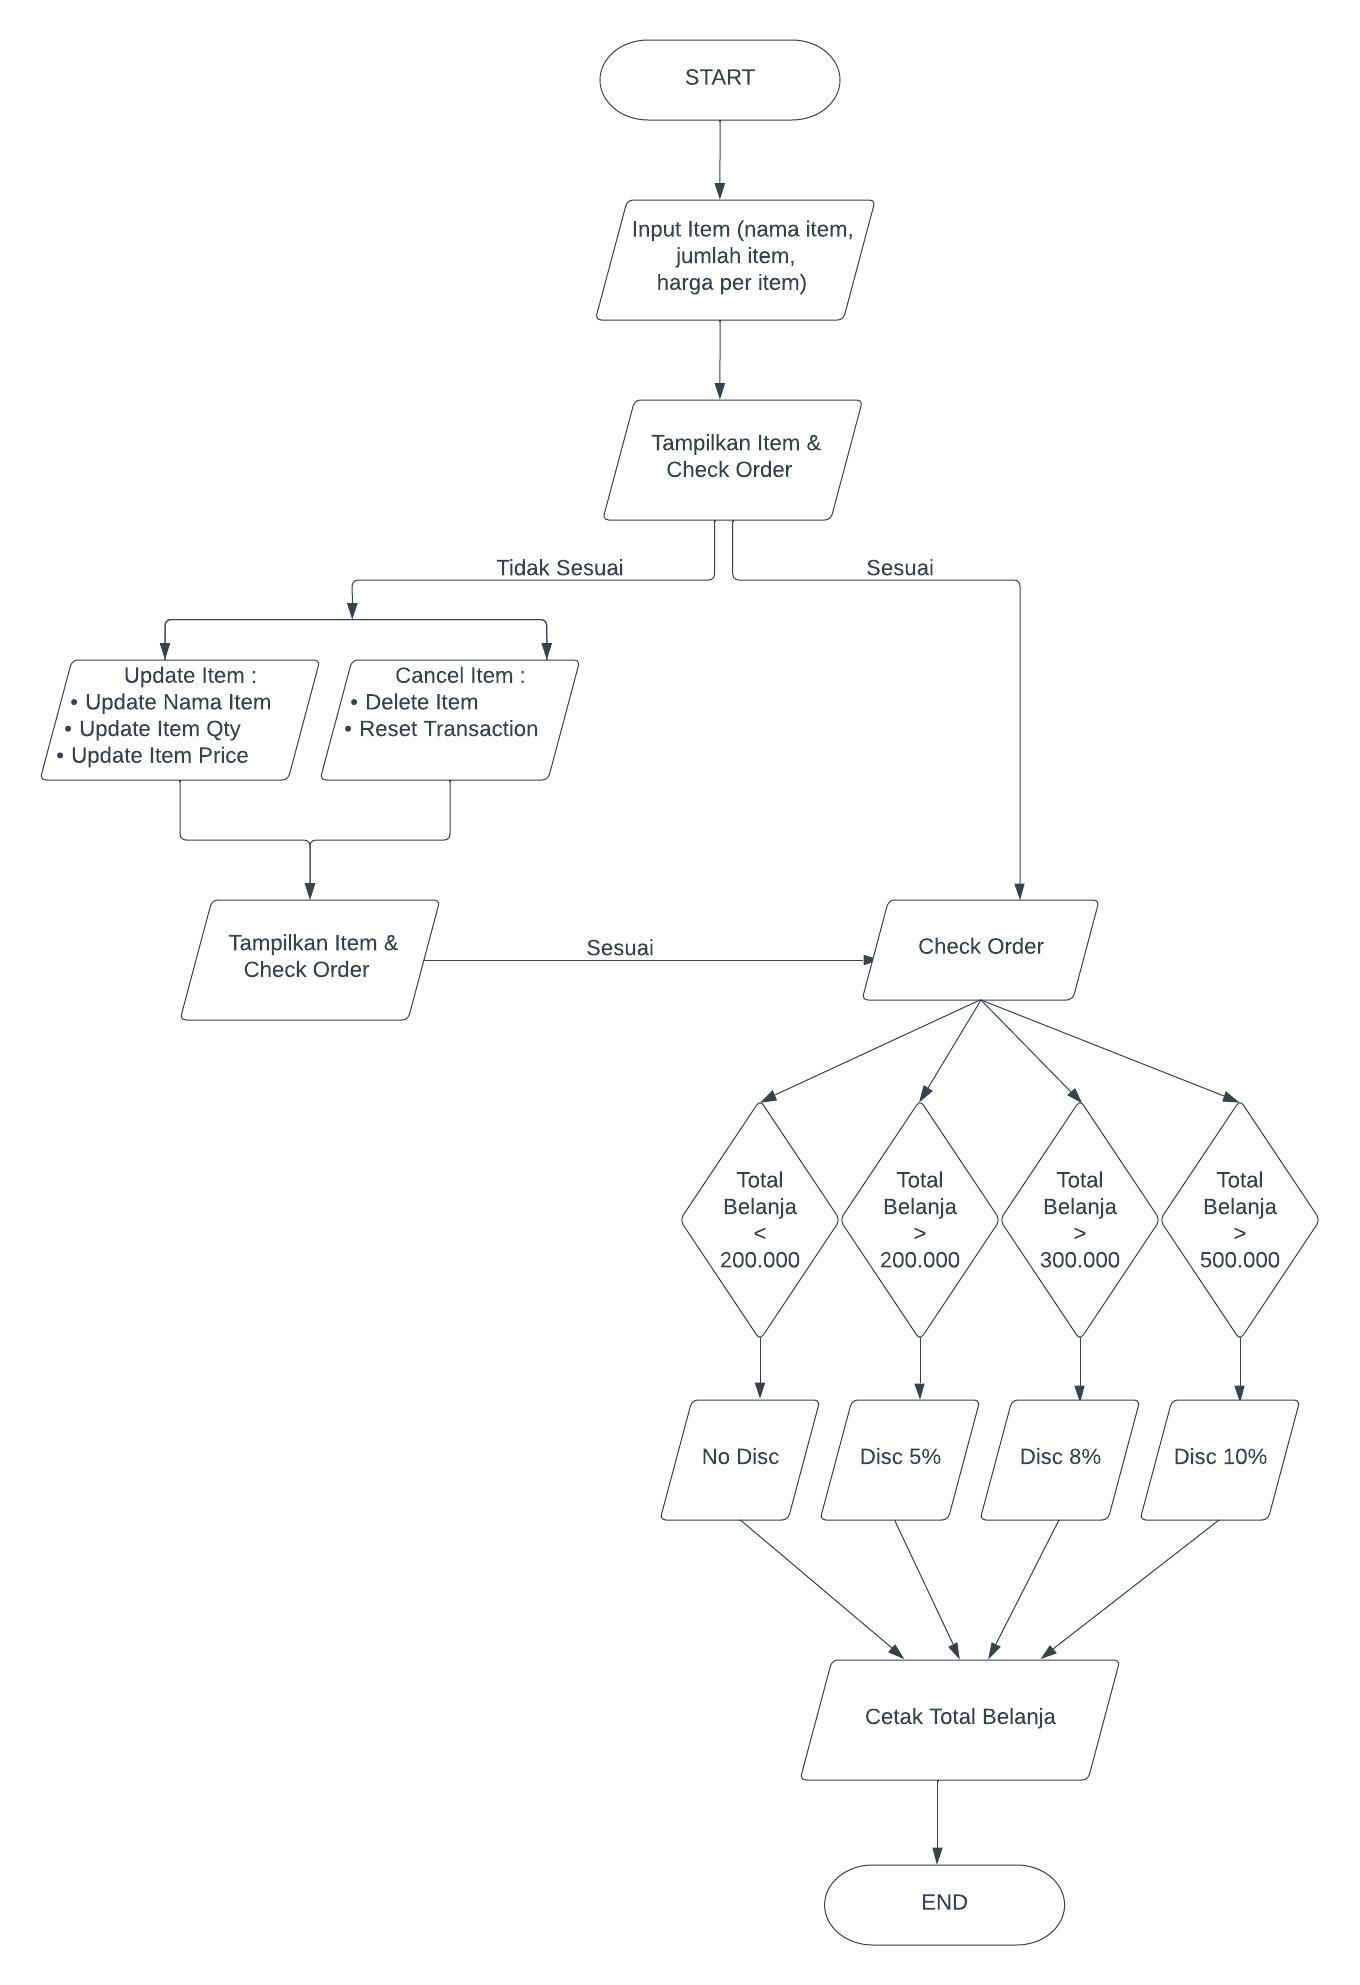 START
Input Item (nama item,
jumlah item,
harga per item)
Tampilkan Item &
Check Order
Tidak Sesuai
Sesuai
Update Item :
• Update Nama Item
• Update Item Qty
• Update Item Price
Cancel Item :
• Delete Item
• Reset Transaction
Tampilkan Item &
Check Order
Sesuai
Check Order
Total
Belanja
<
200.000
Total
Belanja
>
200.000
Total
Belanja
>
300.000
Total
Belanja
>
500.000
No Disc
Disc 5%
Disc 8%
Disc 10%
Cetak Total Belanja
END